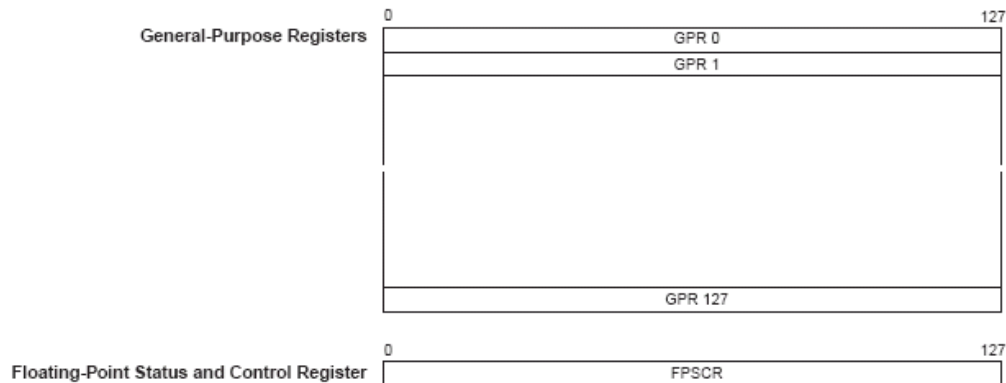 0 127
General-Purpose Registers GPR 0
GPR 1
GPR 127
0 127
Floating-Point Status and Control Register FPSCR